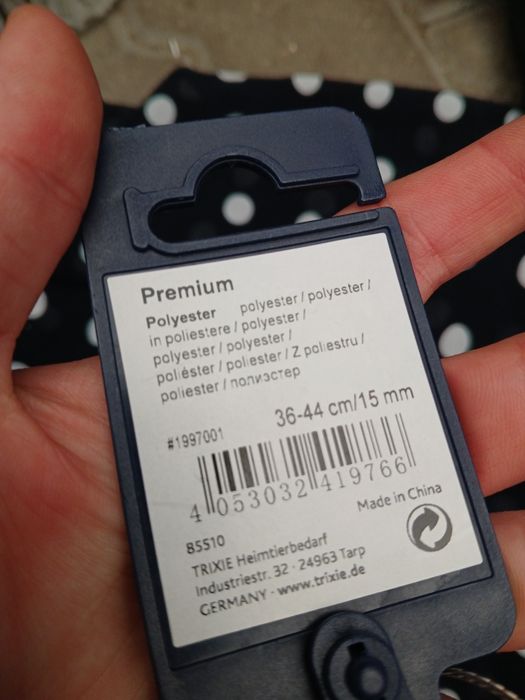 Premium
Polyester polyester / polyester /
in poliestere / polyester /
polyester / polyester /
poliéster / poliester / Z poliestru /
poliester / полиэстер
36-44 cm/15 mm
#1997001
4 053032 419766
Made in China
85510
TRIXIE Heimtierbedarf
Industriestr. 32 · 24963 Tarp
GERMANY · www.trixie.de